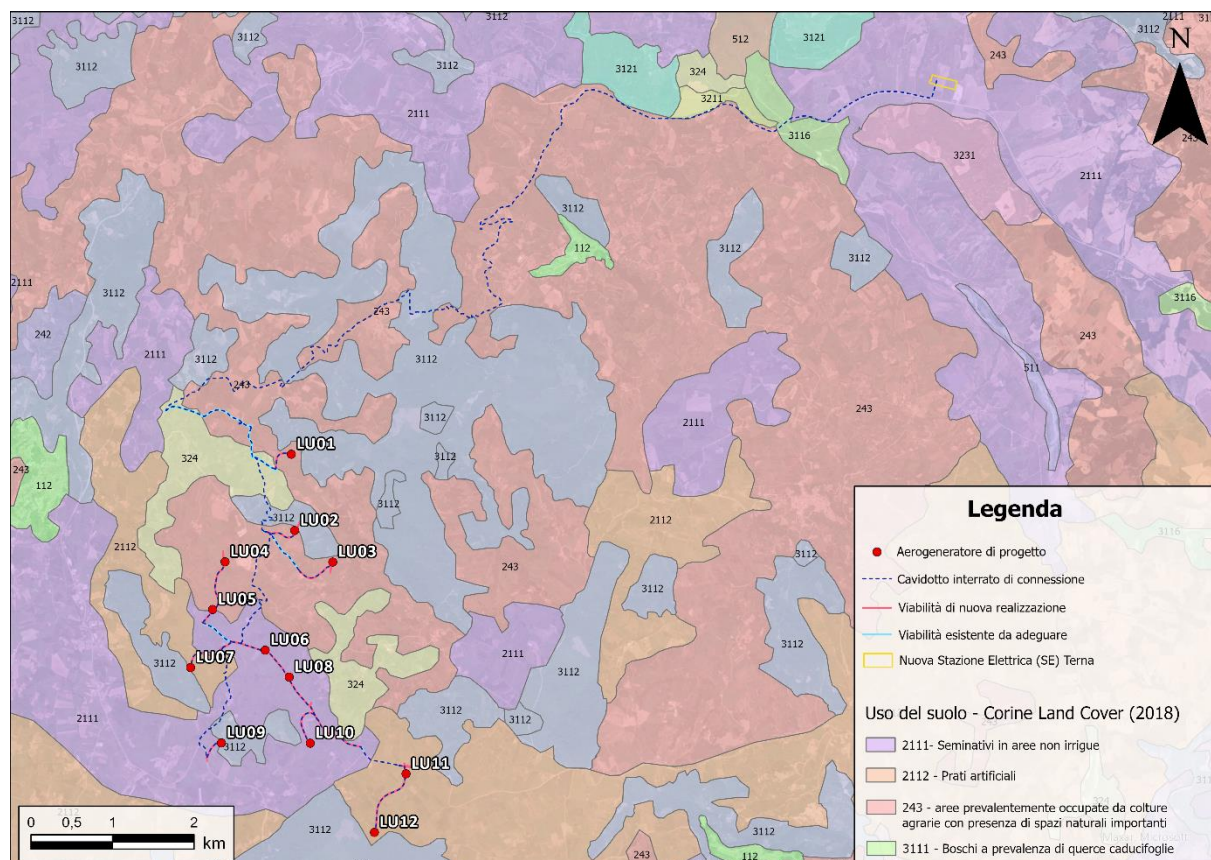 3112
3112
3112
3112
2111
512
3121
3121
324
3211
243
2111
3112
N
3116
3231
2111
243
3112
112
3112
3112
3116
2111
3112
242
2111
3112
243
3112
243
511
243
3112
2111
243
3112
LU01
324
243
112
3112
3112
LU02
2112
2112
LU04
LU03
243
3112
3112
LU05
LU06
2111
3112
3112
LU07
3112
LU08
324
2111
3112
LU09
3112
LU10
LU11
LU12
3112
3112
112
243
2112
0 0,5 1 2
km
Legenda
Aerogeneratore di progetto
Cavidotto interrato di connessione
Viabilità di nuova realizzazione
Viabilità esistente da adeguare
Nuova Stazione Elettrica (SE) Terna
Uso del suolo - Corine Land Cover (2018)
2111- Seminativi in aree non irrigue
2112 - Prati artificiali
243 - aree prevalentemente occupate da colture
agrarie con presenza di spazi naturali importanti
3111 - Boschi a prevalenza di querce caducifoglie